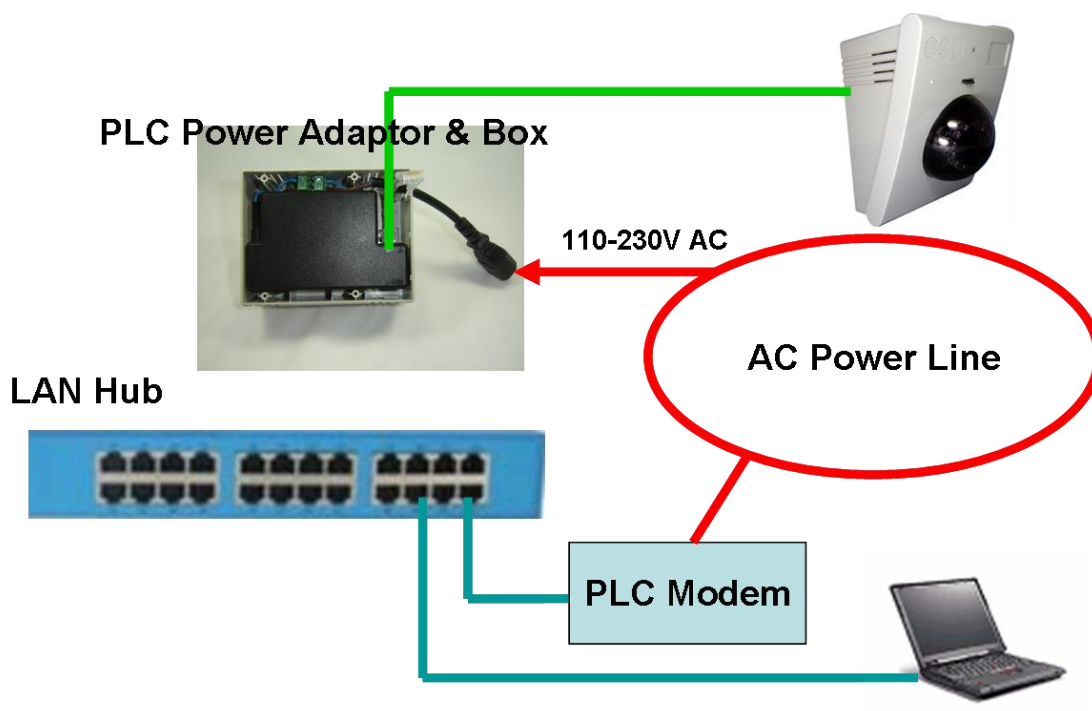 PLC Power Adaptor & Box
110-230V AC
AC Power Line
LAN Hub
PLC Modem